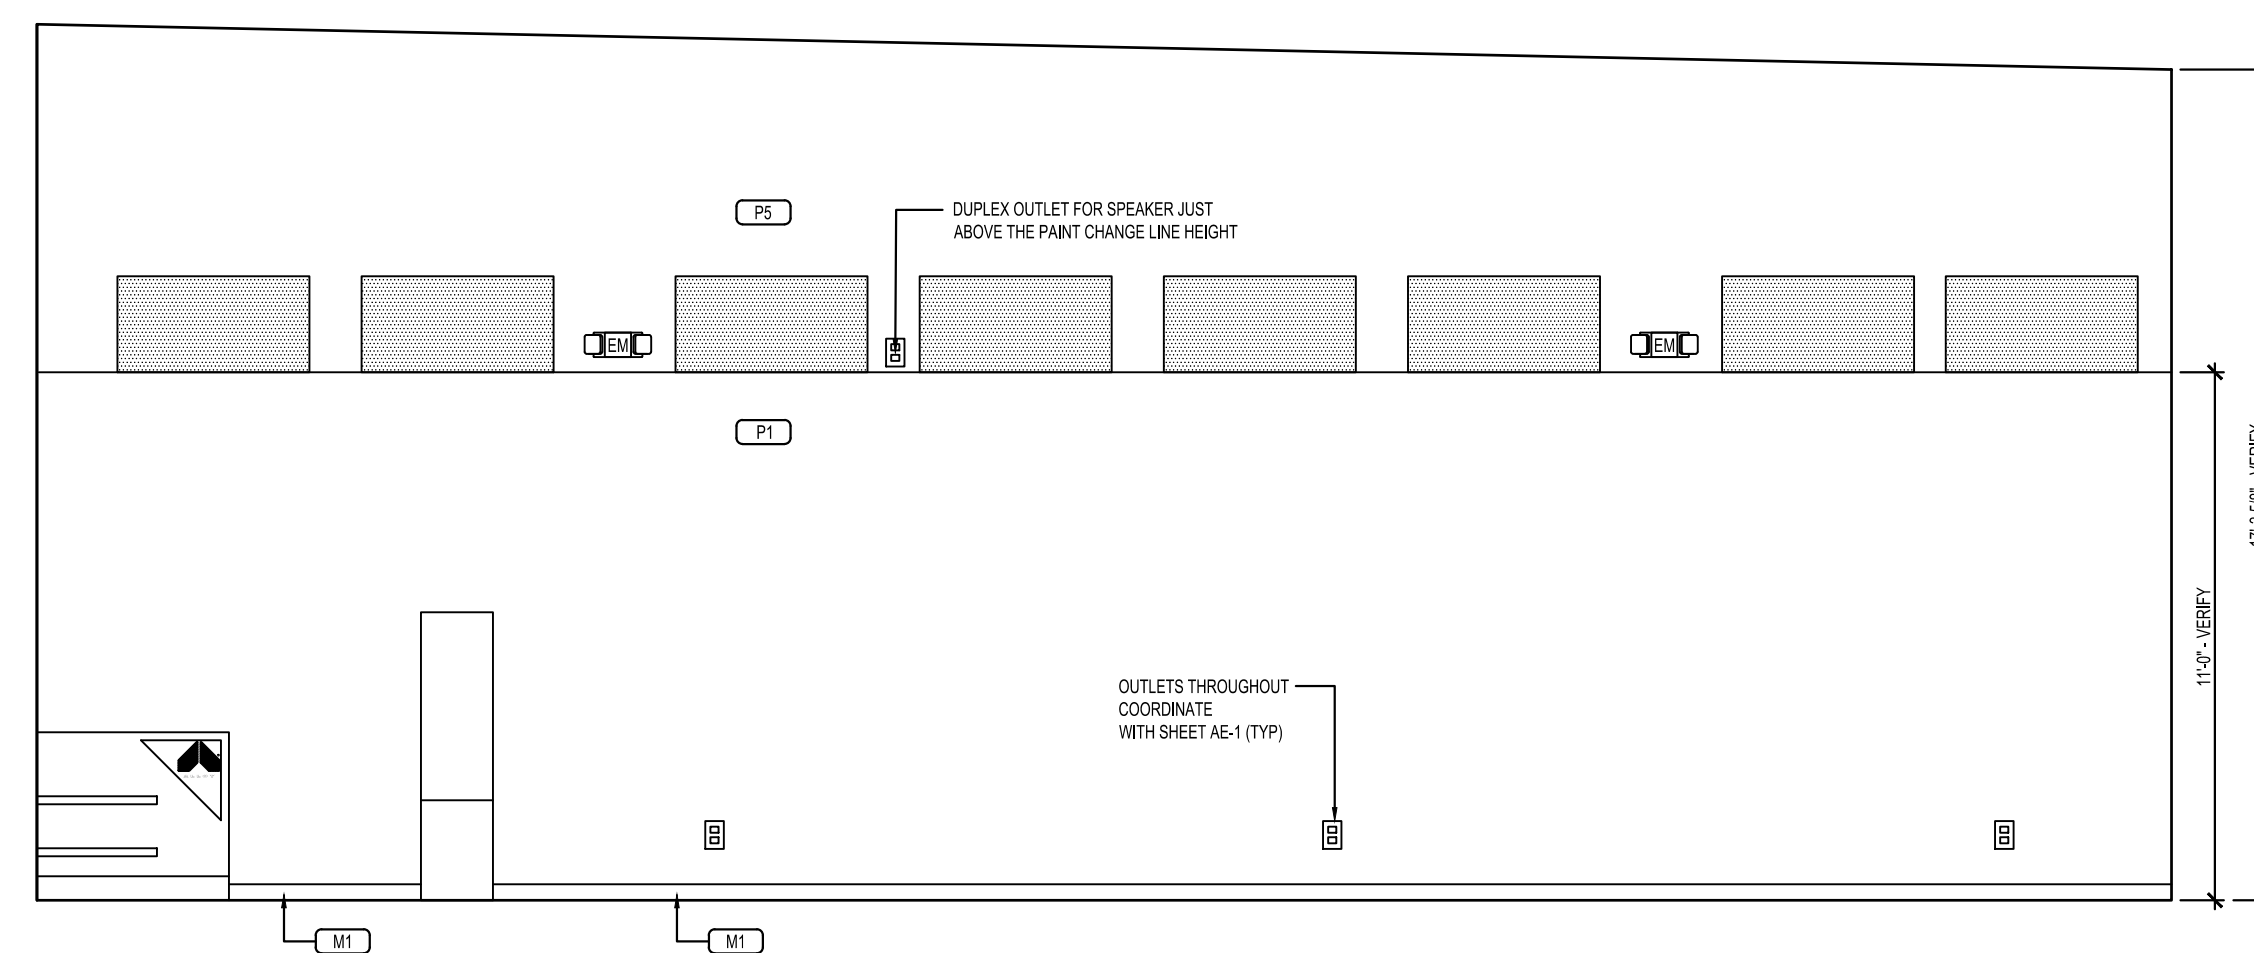 P5
DUPLEX OUTLET FOR SPEAKER JUST
ABOVE THE PAINT CHANGE LINE HEIGHT
EM
EM
P1
OUTLETS THROUGHOUT
COORDINATE
WITH SHEET AE-1 (TYP)
11'-0" - VERIFY
M1
M1